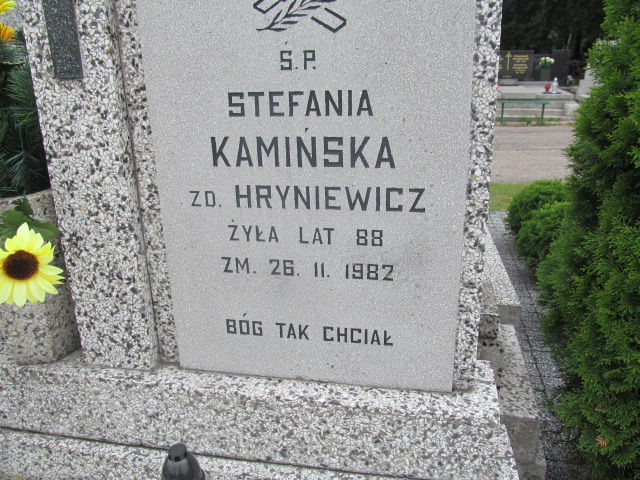 Ś.P.
STEFANIA
KAMIŃSKA
ZD. HRYNIEWICZ
ŻYŁA LAT 88
ZM. 26. 11. 1982
BÓG TAK CHCIAŁ